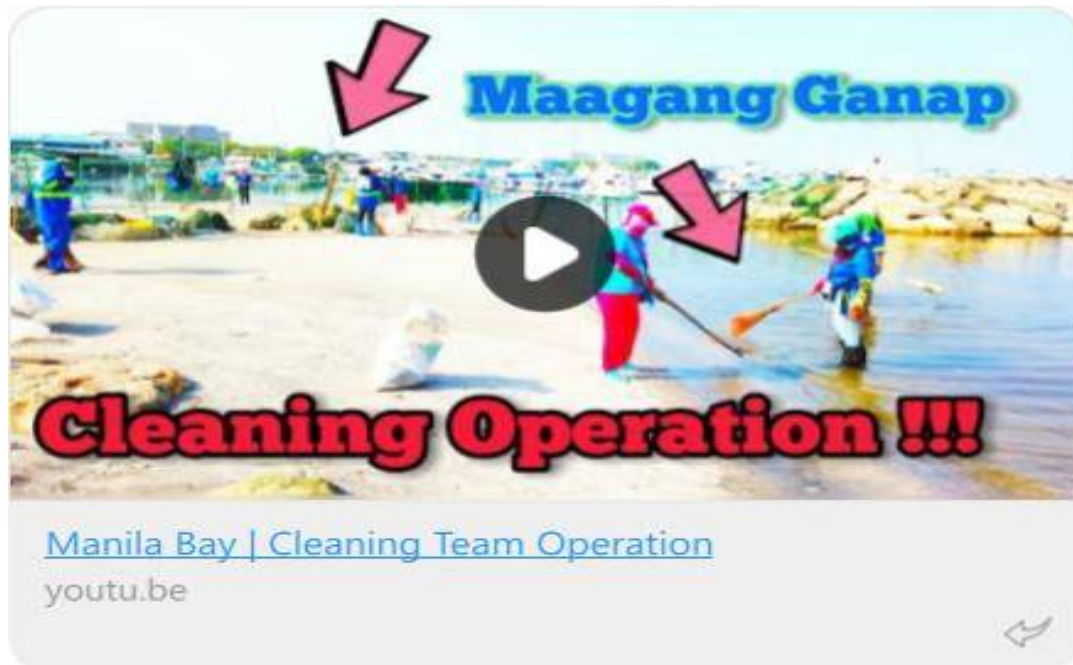 Maagang Ganap
Cleaning Operation !!!
Manila Bay | Cleaning Team Operation
youtu.be